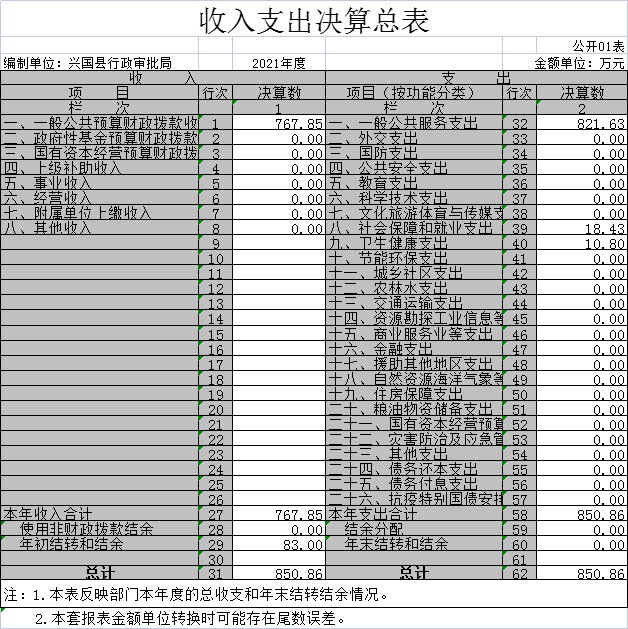 收入支出决算总表
公开01表
编制单位：兴国县行政审批局 2021年度 金额单位：万元
收 入 支 出
项 目 行次 决算数 项目（按功能分类） 行次 决算数
栏 次 1 栏 次 2
一、一般公共预算财政拨款收 1 767.85 一、一般公共服务支出 32 821.63
二、政府性基金预算财政拨款 2 0.00 二、外交支出 33 0.00
三、国有资本经营预算财政拨 3 0.00 三、国防支出 34 0.00
四、上级补助收入 4 0.00 四、公共安全支出 35 0.00
五、事业收入 5 0.00 五、教育支出 36 0.00
六、经营收入 6 0.00 六、科学技术支出 37 0.00
七、附属单位上缴收入 7 0.00 七、文化旅游体育与传媒支 38 0.00
八、其他收入 8 0.00 八、社会保障和就业支出 39 18.43
9 九、卫生健康支出 40 10.80
10 十、节能环保支出 41 0.00
11 十一、城乡社区支出 42 0.00
12 十二、农林水支出 43 0.00
13 十三、交通运输支出 44 0.00
14 十四、资源勘探工业信息等 45 0.00
15 十五、商业服务业等支出 46 0.00
16 十六、金融支出 47 0.00
17 十七、援助其他地区支出 48 0.00
18 十八、自然资源海洋气象等 49 0.00
19 十九、住房保障支出 50 0.00
20 二十、粮油物资储备支出 51 0.00
21 二十一、国有资本经营预算 52 0.00
22 二十二、灾害防治及应急管 53 0.00
23 二十三、其他支出 54 0.00
24 二十四、债务还本支出 55 0.00
25 二十五、债务付息支出 56 0.00
26 二十六、抗疫特别国债安排 57 0.00
本年收入合计 27 767.85 本年支出合计 58 850.86
使用非财政拨款结余 28 0.00 结余分配 59 0.00
年初结转和结余 29 83.00 年末结转和结余 60 0.00
30 61
总计 31 850.86 总计 62 850.86
注：1.本表反映部门本年度的总收支和年末结转结余情况。
2.本套报表金额单位转换时可能存在尾数误差。